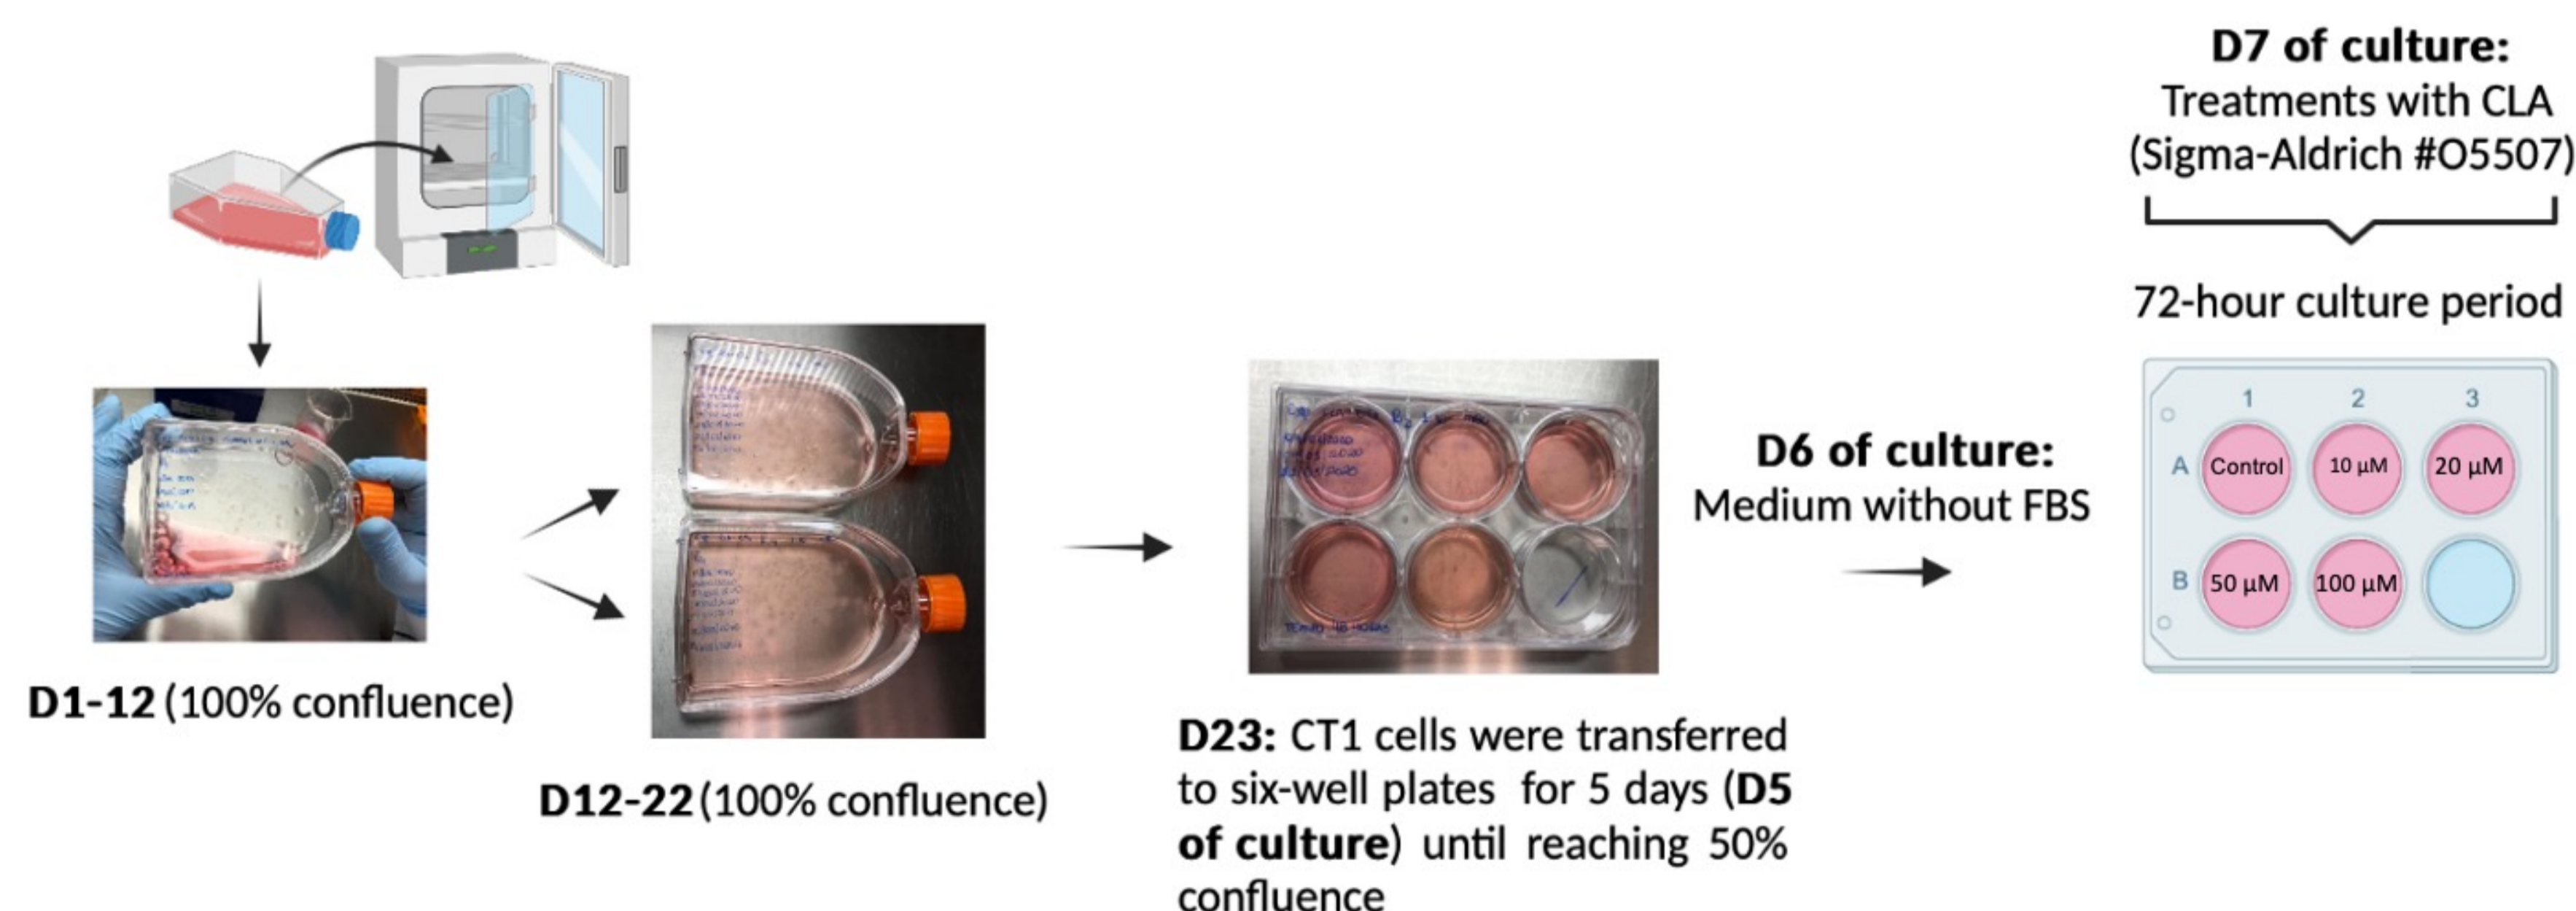 D7 of culture:
Treatments with CLA
(Sigma-Aldrich #O5507)
72-hour culture period
1 2 3
A Control 10 µM 20 µM
B 50 µM 100 µM
D6 of culture:
Medium without FBS
D1-12 (100% confluence)
D12-22 (100% confluence)
D23: CT1 cells were transferred
to six-well plates for 5 days (D5
of culture) until reaching 50%
confluence